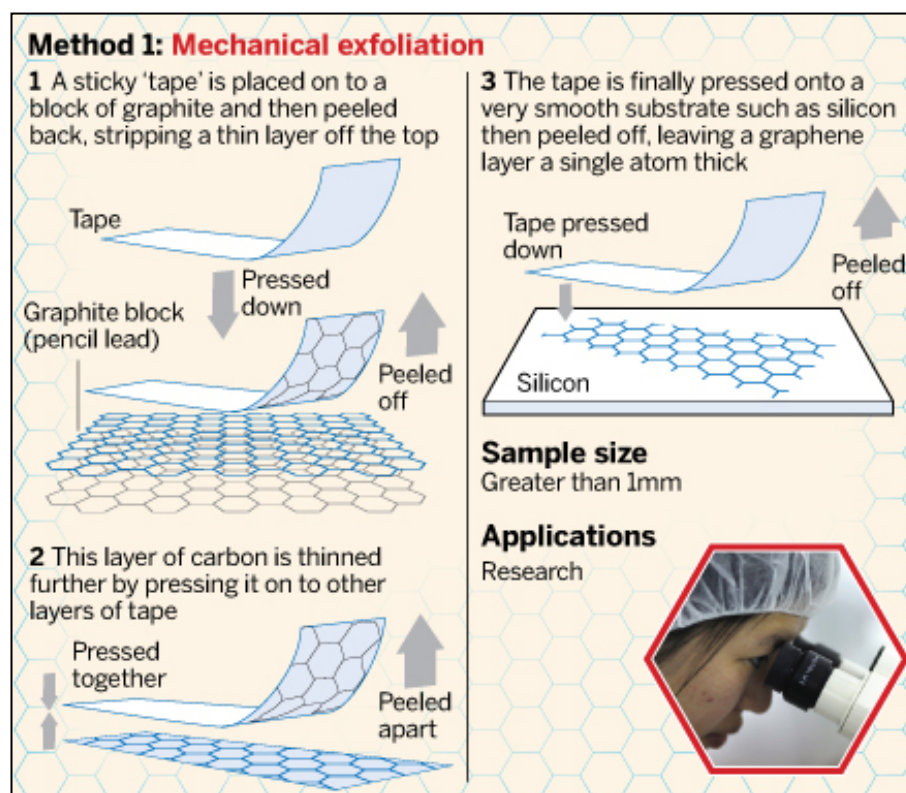 Method 1: Mechanical exfoliation
1 A sticky ‘tape’ is placed on to a
block of graphite and then peeled
back, stripping a thin layer off the top
Tape
Pressed
down
Graphite block
(pencil lead)
Peeled
off
2 This layer of carbon is thinned
further by pressing it on to other
layers of tape
Pressed
together
Peeled
apart
3 The tape is finally pressed onto a
very smooth substrate such as silicon
then peeled off, leaving a graphene
layer a single atom thick
Tape pressed
down
Peeled
off
Silicon
Sample size
Greater than 1mm
Applications
Research